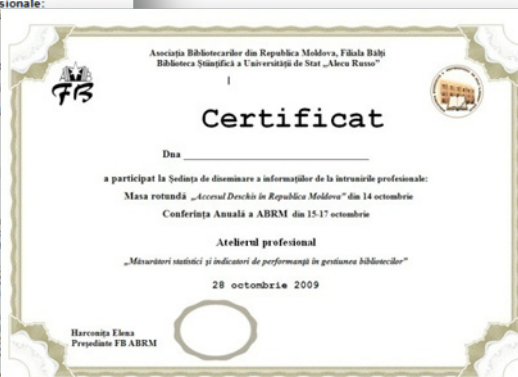 sionale:
Asociația Bibliotecarilor din Republica Moldova, Filiala Bălți
Biblioteca Științifică a Universității de Stat „Alecu Russo”
FB
Certificat
Dna
a participat la Ședința de diseminare a informațiilor de la întrunirile profesionale:
Masa rotundă „Accesul Deschis în Republica Moldova” din 14 octombrie
Conferința Anuală a ABRM din 15-17 octombrie
Atelierul profesional
„Măsurători statistici și indicatori de performanță în gestiunea bibliotecilor”
28 octombrie 2009
Harconița Elena
Președinte FB ABRM